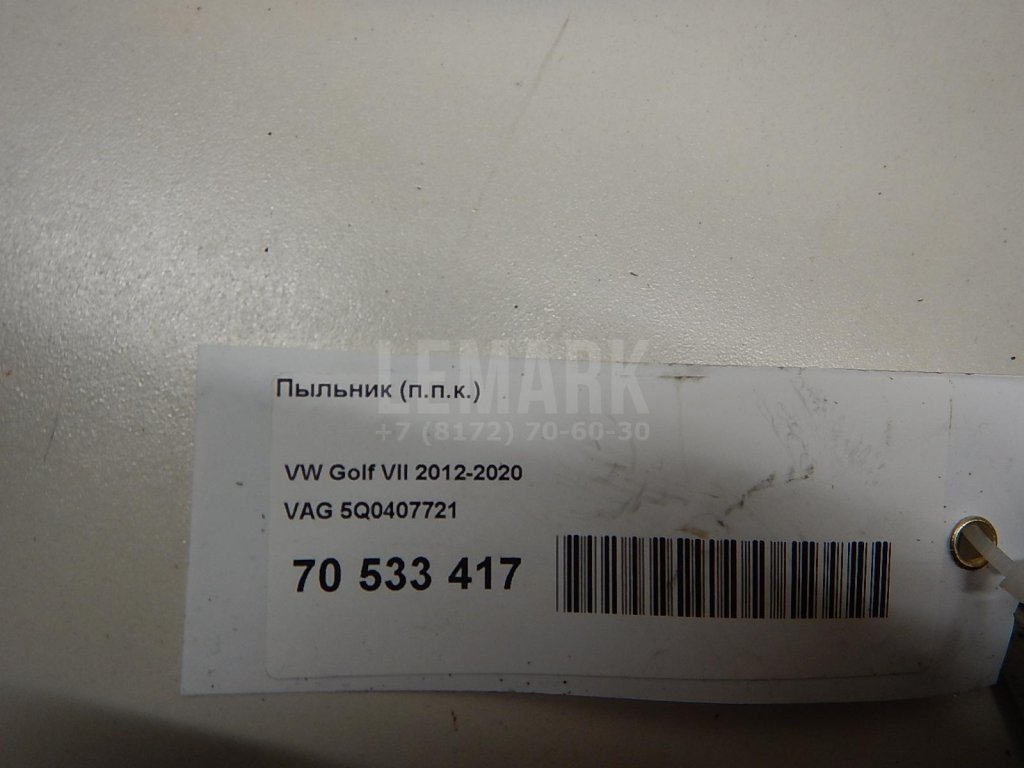 LEMARK
Пыльник (п.п.к.)
+7 (8172) 70-60-30
VW Golf VII 2012-2020
VAG 5Q0407721
70 533 417